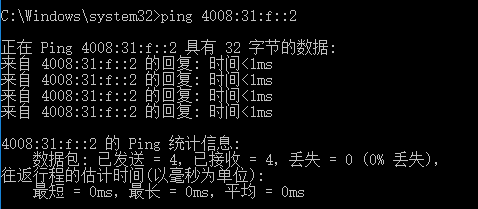 C:\Windows\system32>ping 4008:31:f::2
正在 Ping 4008:31:f::2 具有 32 字节的数据:
来自 4008:31:f::2 的回复: 时间<1ms
来自 4008:31:f::2 的回复: 时间<1ms
来自 4008:31:f::2 的回复: 时间<1ms
来自 4008:31:f::2 的回复: 时间<1ms
4008:31:f::2 的 Ping 统计信息:
数据包: 已发送 = 4, 已接收 = 4, 丢失 = 0 (0% 丢失),
往返行程的估计时间(以毫秒为单位):
最短 = 0ms, 最长 = 0ms, 平均 = 0ms